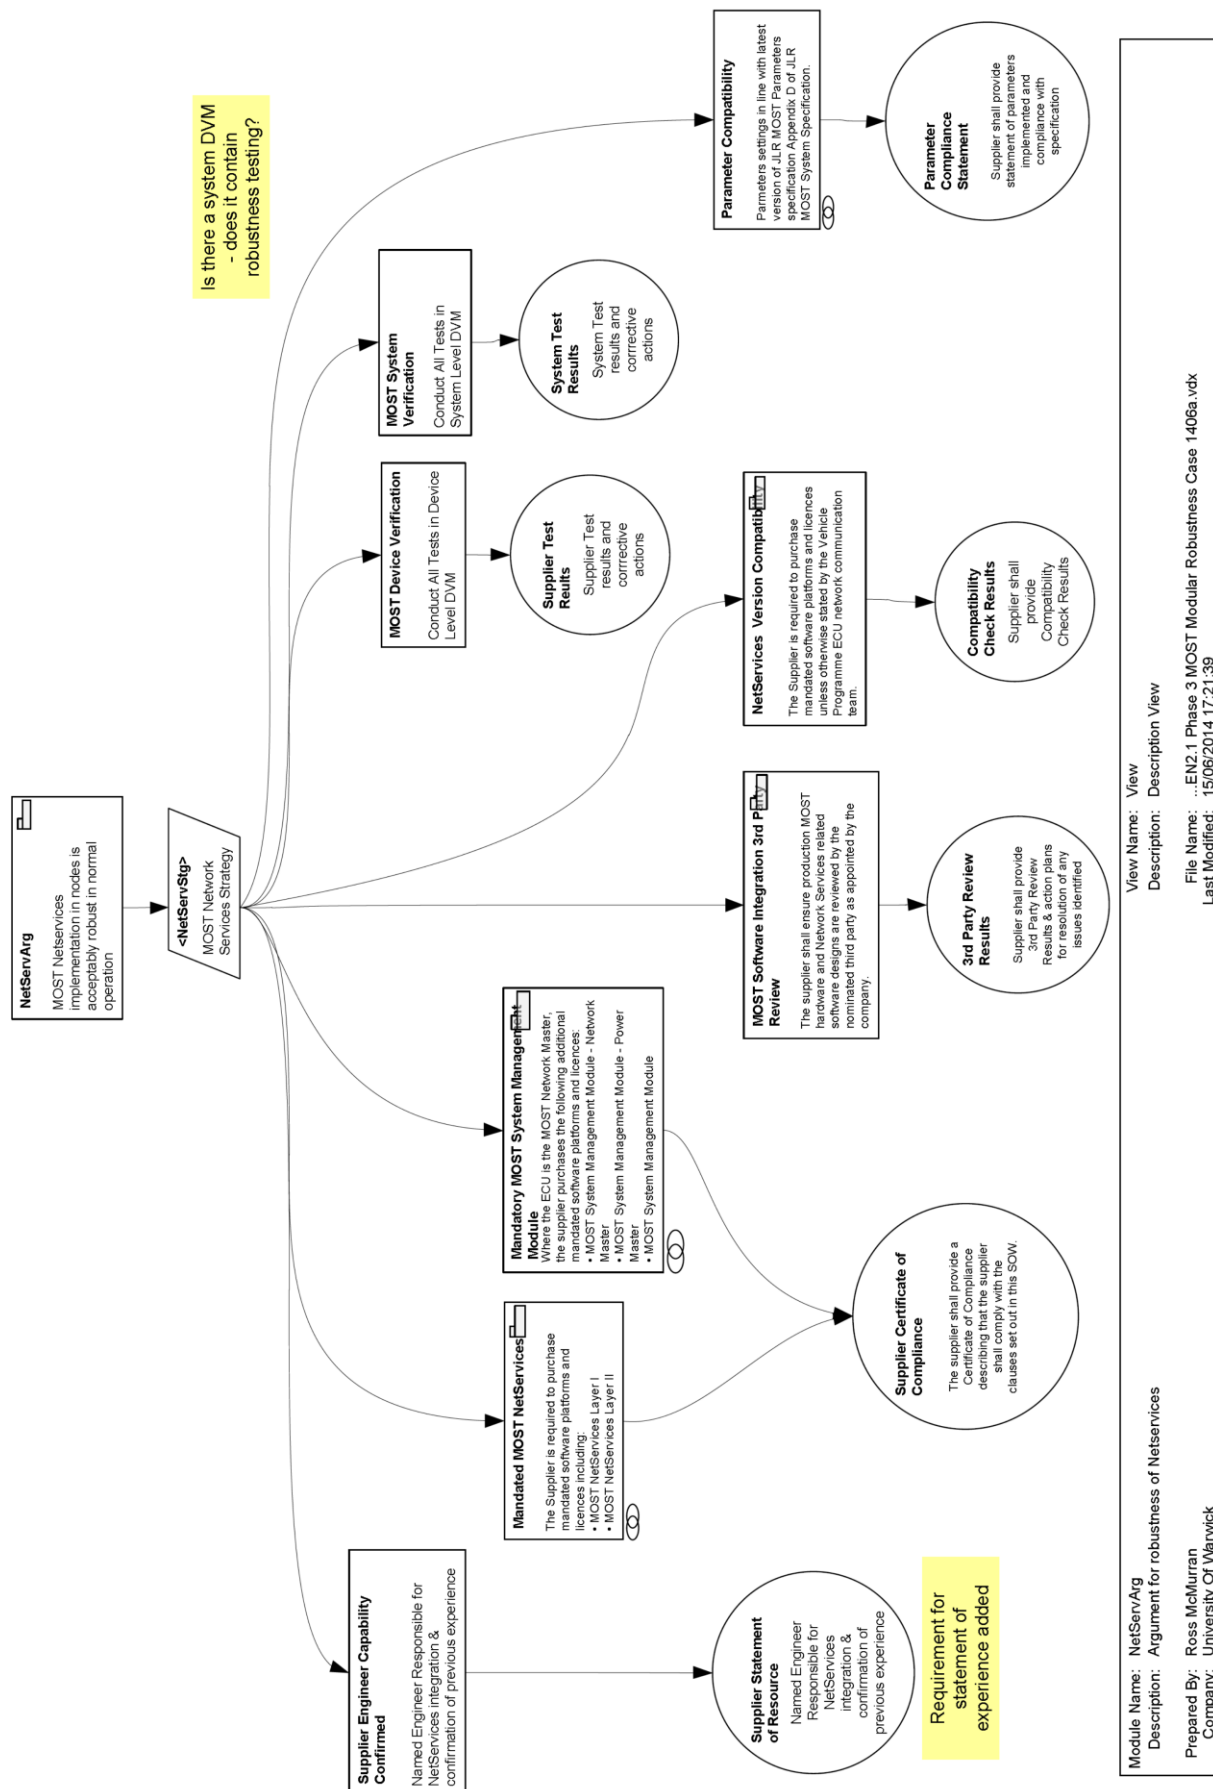 NetServArg
MOST Netservices
implementation in nodes is
acceptably robust in normal
operation
<NetServStg>
MOST Network
Services Strategy
Is there a system DVM
- does it contain
robustness testing?
Supplier Engineer Capability
Confirmed
Named Engineer Responsible for
NetServices integration &
confirmation of previous experience
Supplier Statement
of Resource
Named Engineer
Responsible for
NetServices
integration &
confirmation of
previous experience
Requirement for
statement of
experience added
Mandated MOST NetServices
The Supplier is required to purchase
mandated software platforms and
licences including:
• MOST NetServices Layer I
• MOST NetServices Layer II
Mandatory MOST System Management
Module
Where the ECU is the MOST Network Master,
the supplier purchases the following additional
mandated software platforms and licences:
• MOST System Management Module - Network
Master
• MOST System Management Module - Power
Master
• MOST System Management Module
Supplier Certificate of
Compliance
The supplier shall provide a
Certificate of Compliance
describing that the supplier
shall comply with the
clauses set out in this SOW.
MOST Software Integration 3rd Party
Review
The supplier shall ensure production MOST
hardware and Network Services related
software designs are reviewed by the
nominated third party as appointed by the
company.
3rd Party Review
Results
Supplier shall provide
3rd Party Review
Results & action plans
for resolution of any
issues identified
NetServices Version Compatibility
The Supplier is required to purchase
mandated software platforms and licences
unless otherwise stated by the Vehicle
Programme ECU network communication
team.
Compatibility
Check Results
Supplier shall
provide
Compatibility
Check Results
MOST Device Verification
Conduct All Tests in Device
Level DVM
Supplier Test
Reults
Supplier Test
results and
corrrective
actions
MOST System
Verification
Conduct All Tests in
System Level DVM
System Test
Results
System Test
results and
corrrective
actions
Parameter Compatibility
Parmeters settings in line with latest
version of JLR MOST Parameters
specification Appendix D of JLR
MOST System Specification.
Parameter
Compliance
Statement
Supplier shall provide
statement of parameters
implemented and
compliance with
specification
Module Name: NetServArg
Description: Argument for robustness of Netservices
Prepared By: Ross McMurran
Company: University Of Warwick
View Name: View
Description: Description View
File Name: ...EN2.1 Phase 3 MOST Modular Robustness Case 1406a.vdx
Last Modified: 15/06/2014 17:21:39